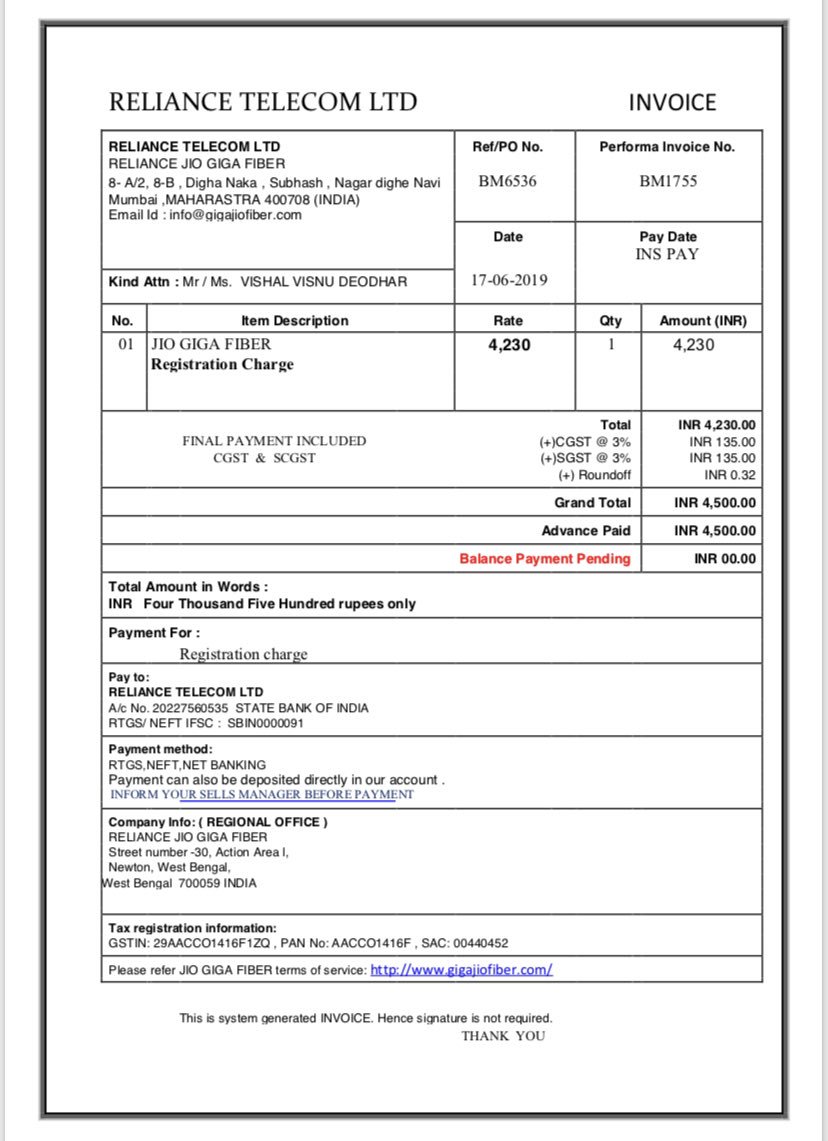 RELIANCE TELECOM LTD INVOICE
RELIANCE TELECOM LTD
RELIANCE JIO GIGA FIBER
8- A/2, 8-B , Digha Naka , Subhash , Nagar dighe Navi
Mumbai ,MAHARASTRA 400708 (INDIA)
Email Id : info@gigajiofiber.com
Ref/PO No.
BM6536
Performa Invoice No.
BM1755
Date
17-06-2019
Pay Date
INS PAY
Kind Attn : Mr / Ms. VISHAL VISNU DEODHAR
No. Item Description Rate Qty Amount (INR)
01 JIO GIGA FIBER 4,230 1 4,230
Registration Charge
FINAL PAYMENT INCLUDED
CGST & SCGST
Total INR 4,230.00
(+)CGST @ 3% INR 135.00
(+)SGST @ 3% INR 135.00
(+) Roundoff INR 0.32
Grand Total INR 4,500.00
Advance Paid INR 4,500.00
Balance Payment Pending INR 00.00
Total Amount in Words :
INR Four Thousand Five Hundred rupees only
Payment For :
Registration charge
Pay to:
RELIANCE TELECOM LTD
A/c No. 20227560535 STATE BANK OF INDIA
RTGS/ NEFT IFSC : SBIN0000091
Payment method:
RTGS,NEFT,NET BANKING
Payment can also be deposited directly in our account .
INFORM YOUR SELLS MANAGER BEFORE PAYMENT
Company Info: ( REGIONAL OFFICE )
RELIANCE JIO GIGA FIBER
Street number -30, Action Area I,
Newton, West Bengal,
West Bengal 700059 INDIA
Tax registration information:
GSTIN: 29AACCO1416F1ZQ , PAN No: AACCO1416F , SAC: 00440452
Please refer JIO GIGA FIBER terms of service: http://www.gigajiofiber.com/
This is system generated INVOICE. Hence signature is not required.
THANK YOU